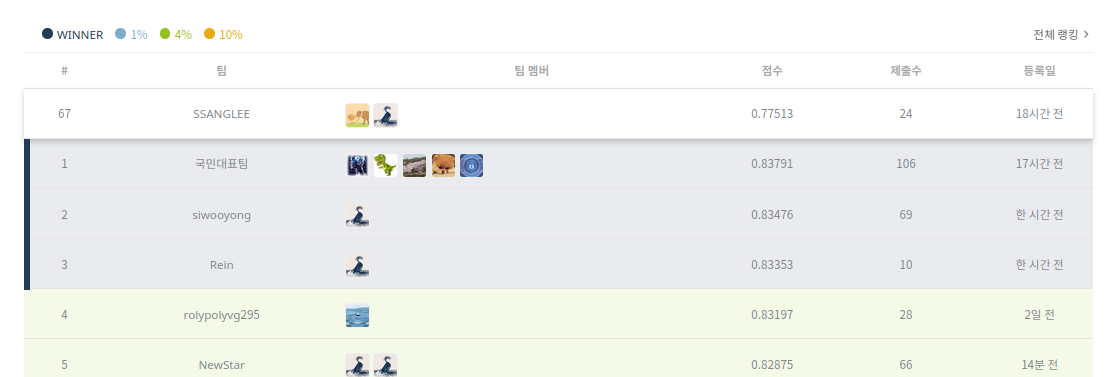 WINNER 1% 4% 10% 전체 랭킹 >
# 팀 팀 멤버 점수 제출수 등록일
67 SSANGLEE 0.77513 24 18시간 전
1 국민대표팀 0.83791 106 17시간 전
2 siwooyong 0.83476 69 한 시간 전
3 Rein 0.83353 10 한 시간 전
4 rolypolyvg295 0.83197 28 2일 전
5 NewStar 0.82875 66 14분 전